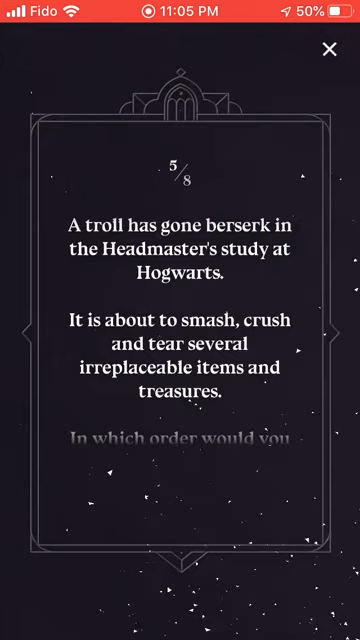 Fido 11:05 PM 50%
5/8
A troll has gone berserk in
the Headmaster's study at
Hogwarts.
It is about to smash, crush
and tear several
irreplaceable items and
treasures.
In which order would you